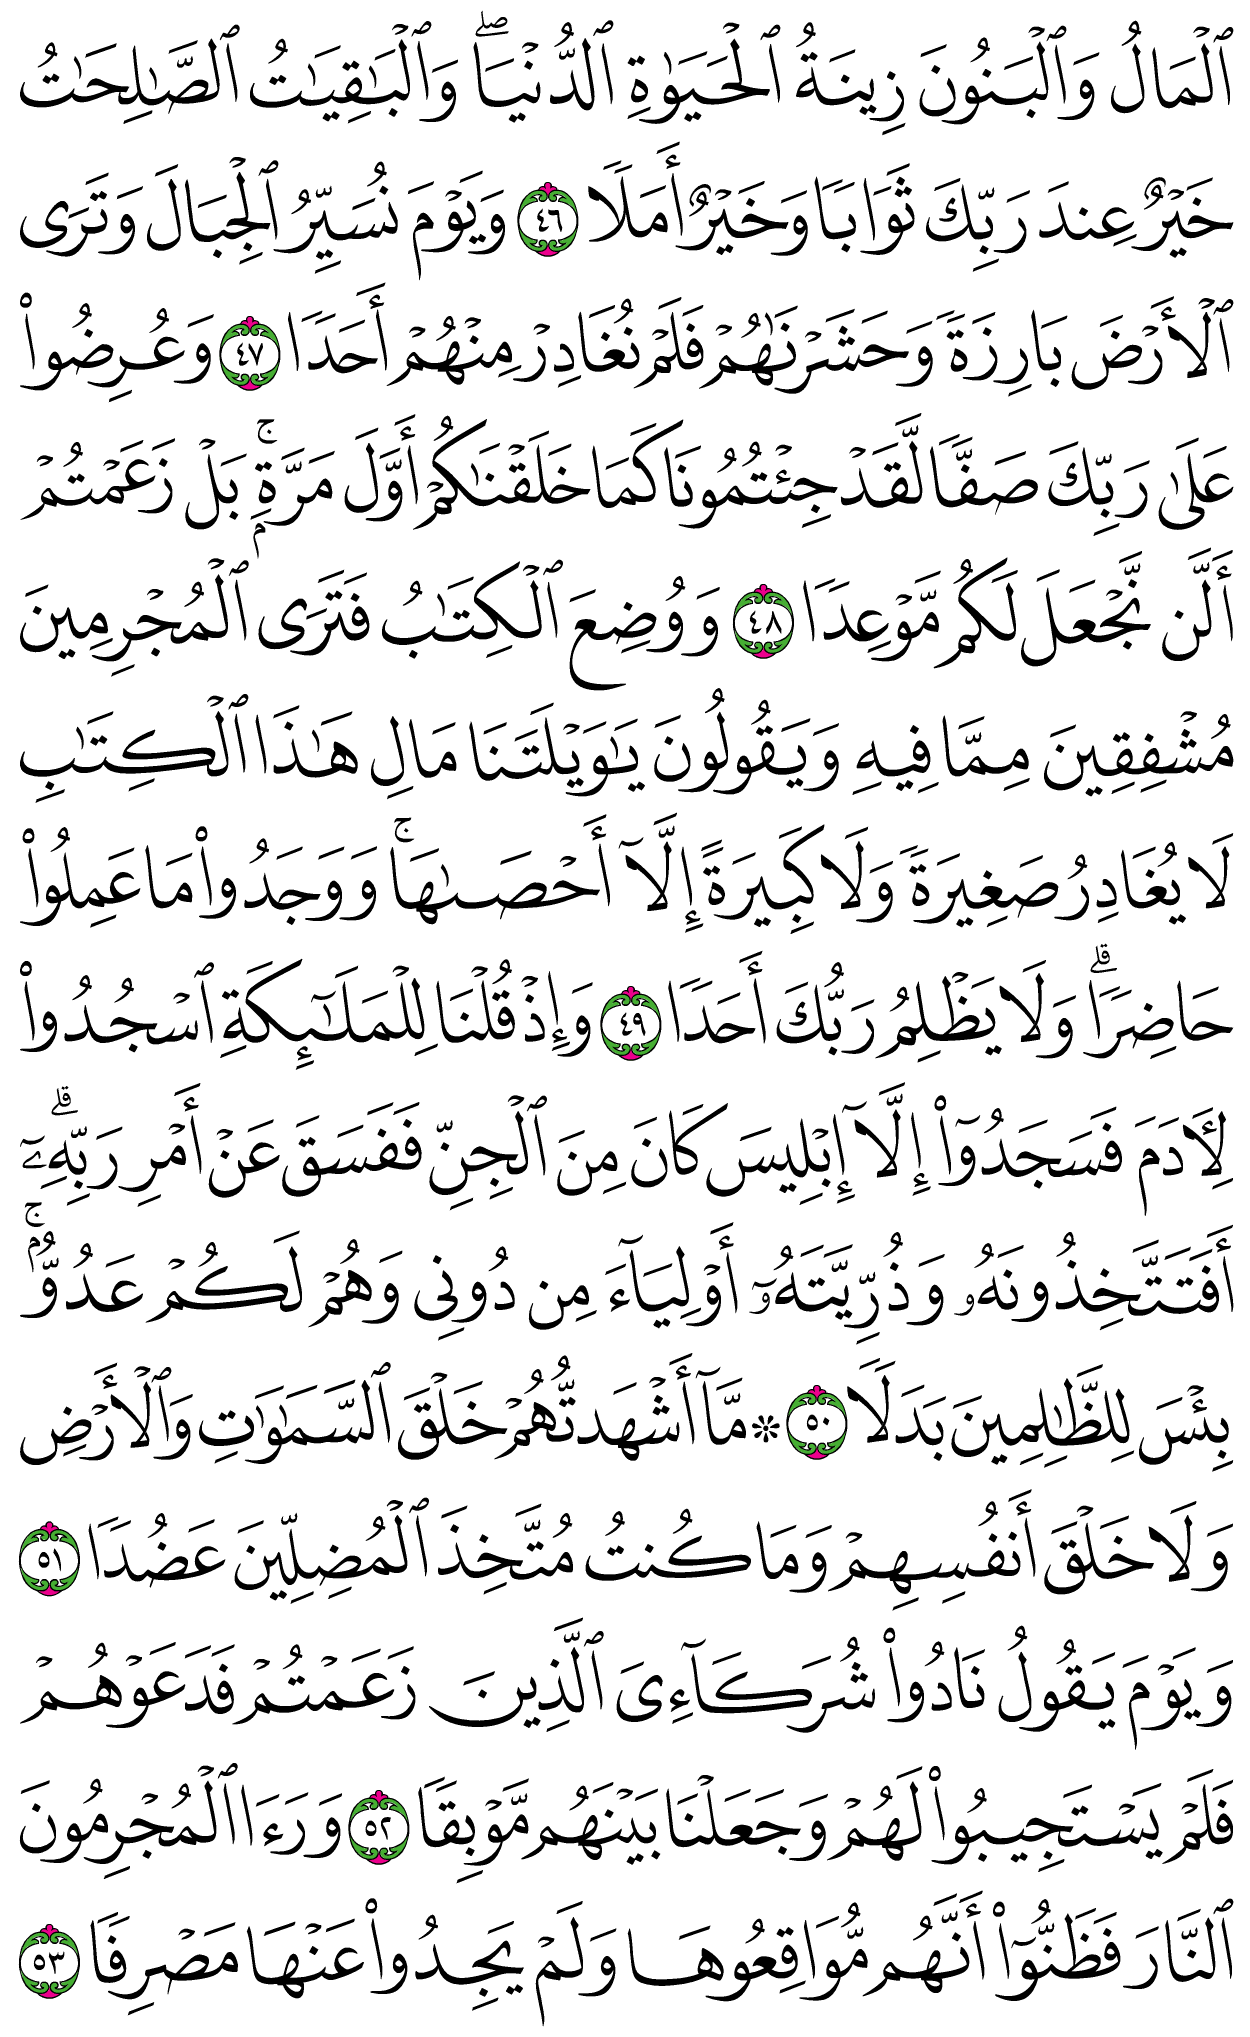 ٱلۡمَالُ وَٱلۡبَنُونَ زِينَةُ ٱلۡحَيَوٰةِ ٱلدُّنۡيَاۖ وَٱلۡبَٰقِيَٰتُ ٱلصَّٰلِحَٰتُ
خَيۡرٌ عِندَ رَبِّكَ ثَوَابٗا وَخَيۡرٌ أَمَلٗا ٤٦ وَيَوۡمَ نُسَيِّرُ ٱلۡجِبَالَ وَتَرَى
ٱلۡأَرۡضَ بَارِزَةٗ وَحَشَرۡنَٰهُمۡ فَلَمۡ نُغَادِرۡ مِنۡهُمۡ أَحَدٗا ٤٧ وَعُرِضُواْ
عَلَىٰ رَبِّكَ صَفّٗا لَّقَدۡ جِئۡتُمُونَا كَمَا خَلَقۡنَٰكُمۡ أَوَّلَ مَرَّةِۭۚ بَلۡ زَعَمۡتُمۡ
أَلَّن نَّجۡعَلَ لَكُم مَّوۡعِدٗا ٤٨ وَوُضِعَ ٱلۡكِتَٰبُ فَتَرَى ٱلۡمُجۡرِمِينَ
مُشۡفِقِينَ مِمَّا فِيهِ وَيَقُولُونَ يَٰوَيۡلَتَنَا مَالِ هَٰذَا ٱلۡكِتَٰبِ
لَا يُغَادِرُ صَغِيرَةٗ وَلَا كَبِيرَةً إِلَّآ أَحۡصَىٰهَاۚ وَوَجَدُواْ مَا عَمِلُواْ
حَاضِرٗاۗ وَلَا يَظۡلِمُ رَبُّكَ أَحَدٗا ٤٩ وَإِذۡ قُلۡنَا لِلۡمَلَٰٓئِكَةِ ٱسۡجُدُواْ
لِأٓدَمَ فَسَجَدُوٓاْ إِلَّآ إِبۡلِيسَ كَانَ مِنَ ٱلۡجِنِّ فَفَسَقَ عَنۡ أَمۡرِ رَبِّهِۦٓۗ
أَفَتَتَّخِذُونَهُۥ وَذُرِّيَّتَهُۥٓ أَوۡلِيَآءَ مِن دُونِي وَهُمۡ لَكُمۡ عَدُوُّۢۚ
بِئۡسَ لِلظَّٰلِمِينَ بَدَلٗا ٥٠ ۞ مَّآ أَشۡهَدتُّهُمۡ خَلۡقَ ٱلسَّمَٰوَٰتِ وَٱلۡأَرۡضِ
وَلَا خَلۡقَ أَنفُسِهِمۡ وَمَا كُنتُ مُتَّخِذَ ٱلۡمُضِلِّينَ عَضُدٗا ٥١
وَيَوۡمَ يَقُولُ نَادُواْ شُرَكَآءِيَ ٱلَّذِينَ زَعَمۡتُمۡ فَدَعَوۡهُمۡ
فَلَمۡ يَسۡتَجِيبُواْ لَهُمۡ وَجَعَلۡنَا بَيۡنَهُم مَّوۡبِقٗا ٥٢ وَرَءَا ٱلۡمُجۡرِمُونَ
ٱلنَّارَ فَظَنُّوٓاْ أَنَّهُم مُّوَاقِعُوهَا وَلَمۡ يَجِدُواْ عَنۡهَا مَصۡرِفٗا ٥٣